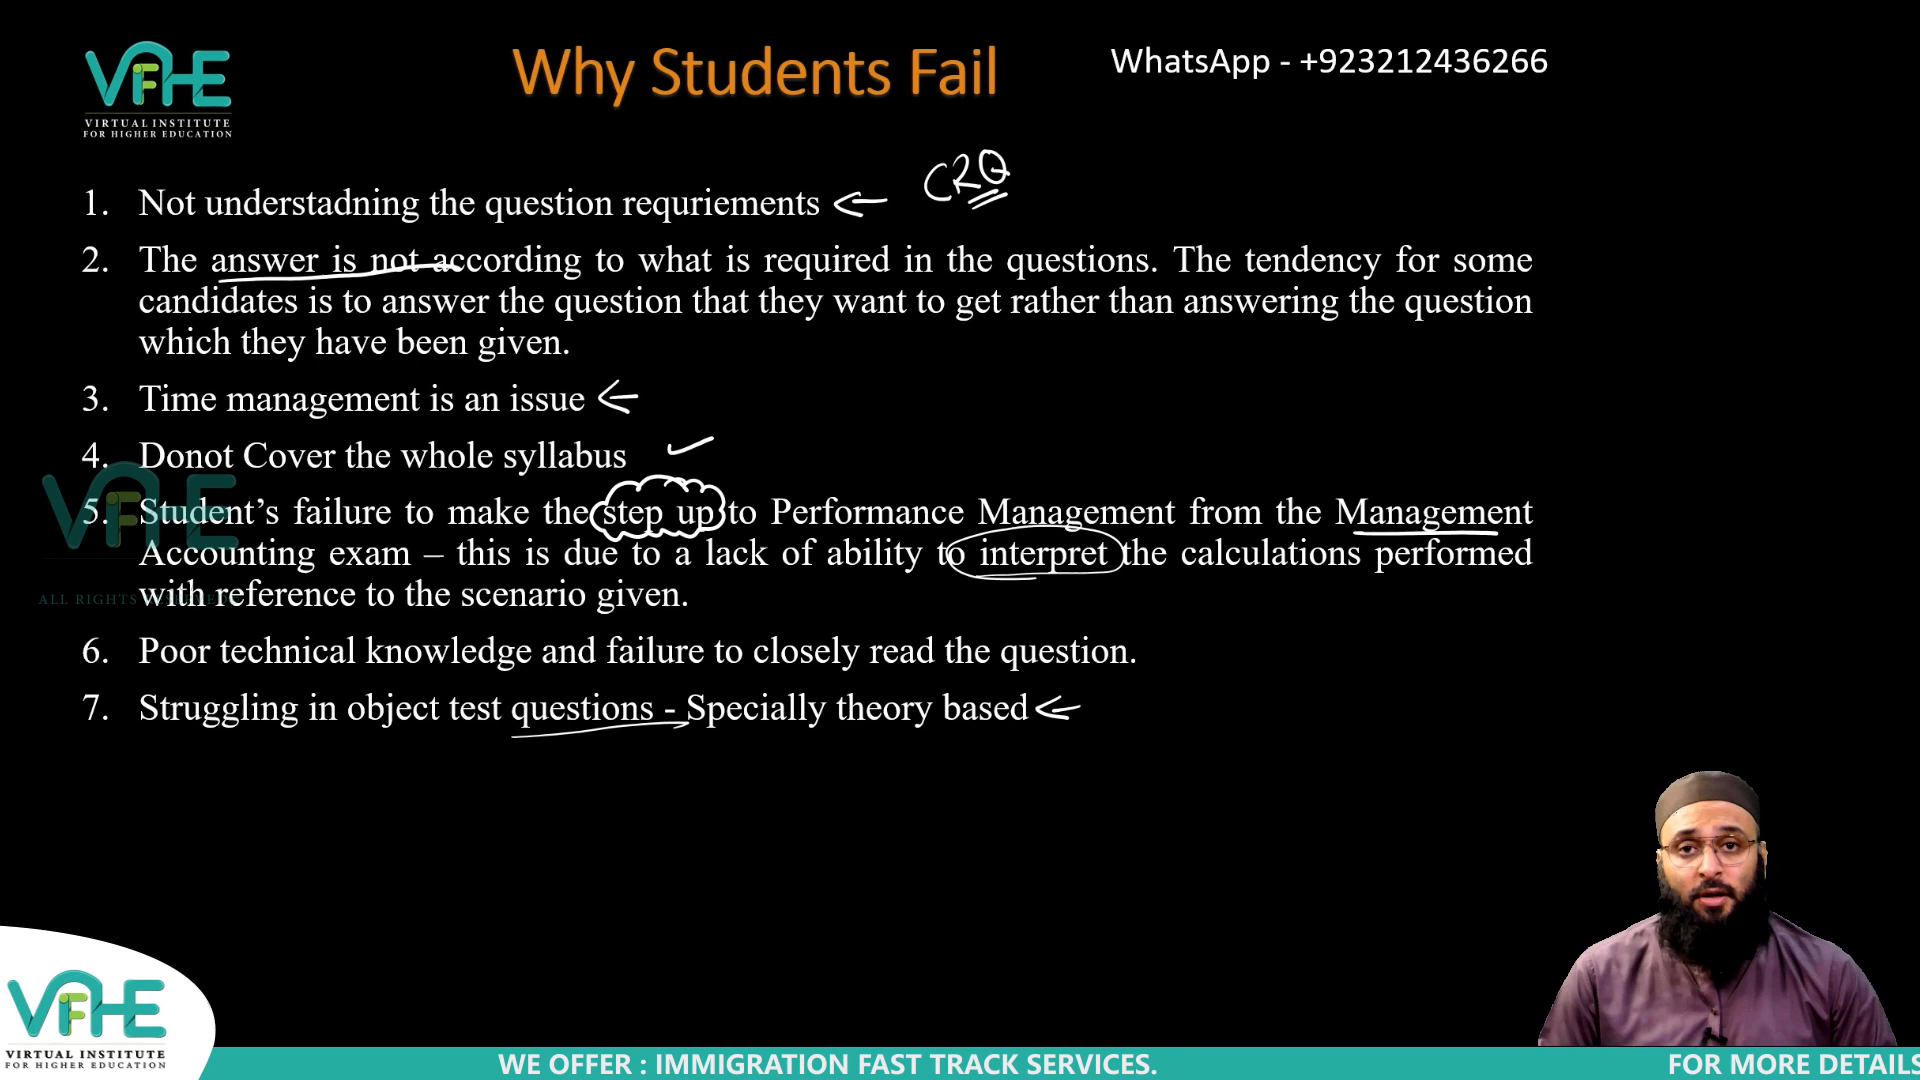 VIFHE
VIRTUAL INSTITUTE
FOR HIGHER EDUCATION
Why Students Fail
WhatsApp - +923212436266
CRQ
1. Not understadning the question requriements
2. The answer is not according to what is required in the questions. The tendency for some
candidates is to answer the question that they want to get rather than answering the question
which they have been given.
3. Time management is an issue
4. Donot Cover the whole syllabus
5. Student’s failure to make the step up to Performance Management from the Management
Accounting exam – this is due to a lack of ability to interpret the calculations performed
with reference to the scenario given.
ALL RIGHTS RESERVED
6. Poor technical knowledge and failure to closely read the question.
7. Struggling in object test questions - Specially theory based
VIFHE
VIRTUAL INSTITUTE
FOR HIGHER EDUCATION
WE OFFER : IMMIGRATION FAST TRACK SERVICES.
FOR MORE DETAILS